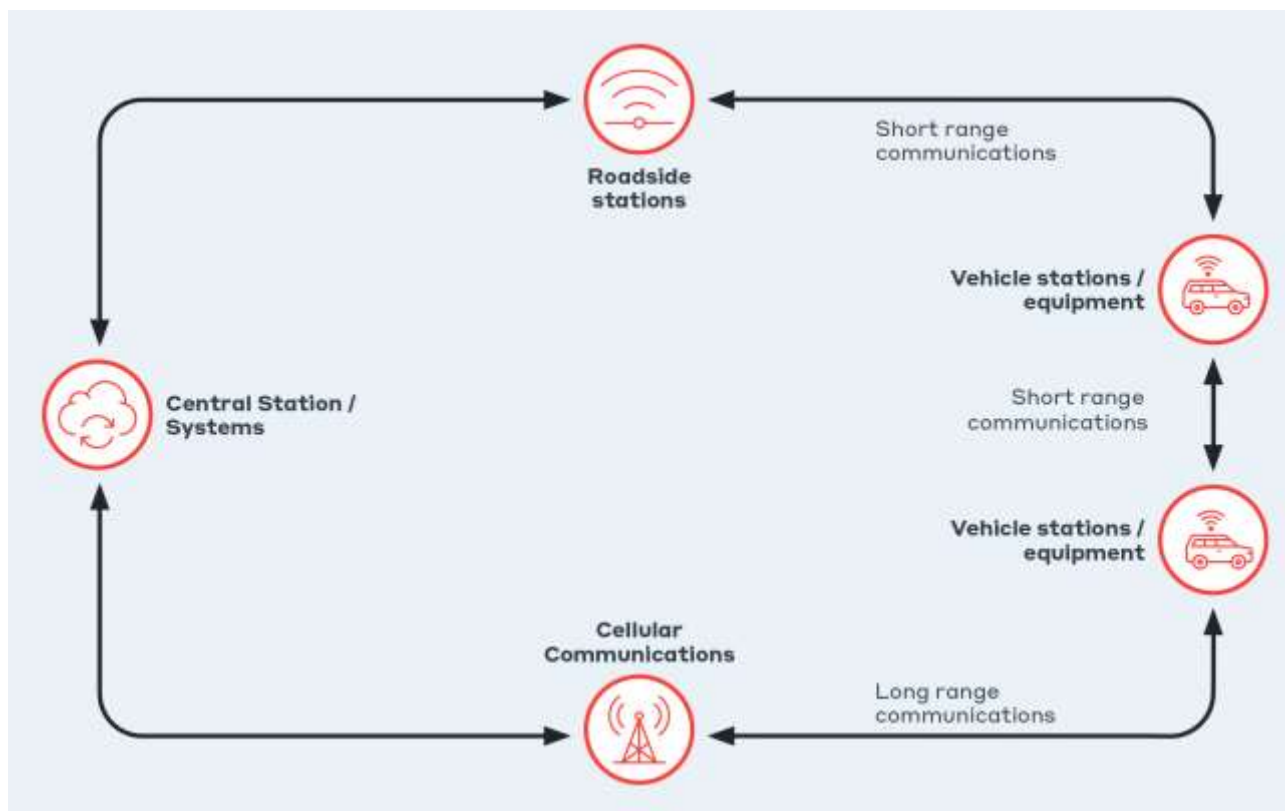 Short range
communications
Roadside
stations
Vehicle stations /
equipment
Short range
communications
Central Station /
Systems
Vehicle stations /
equipment
Cellular
Communications
Long range
communications